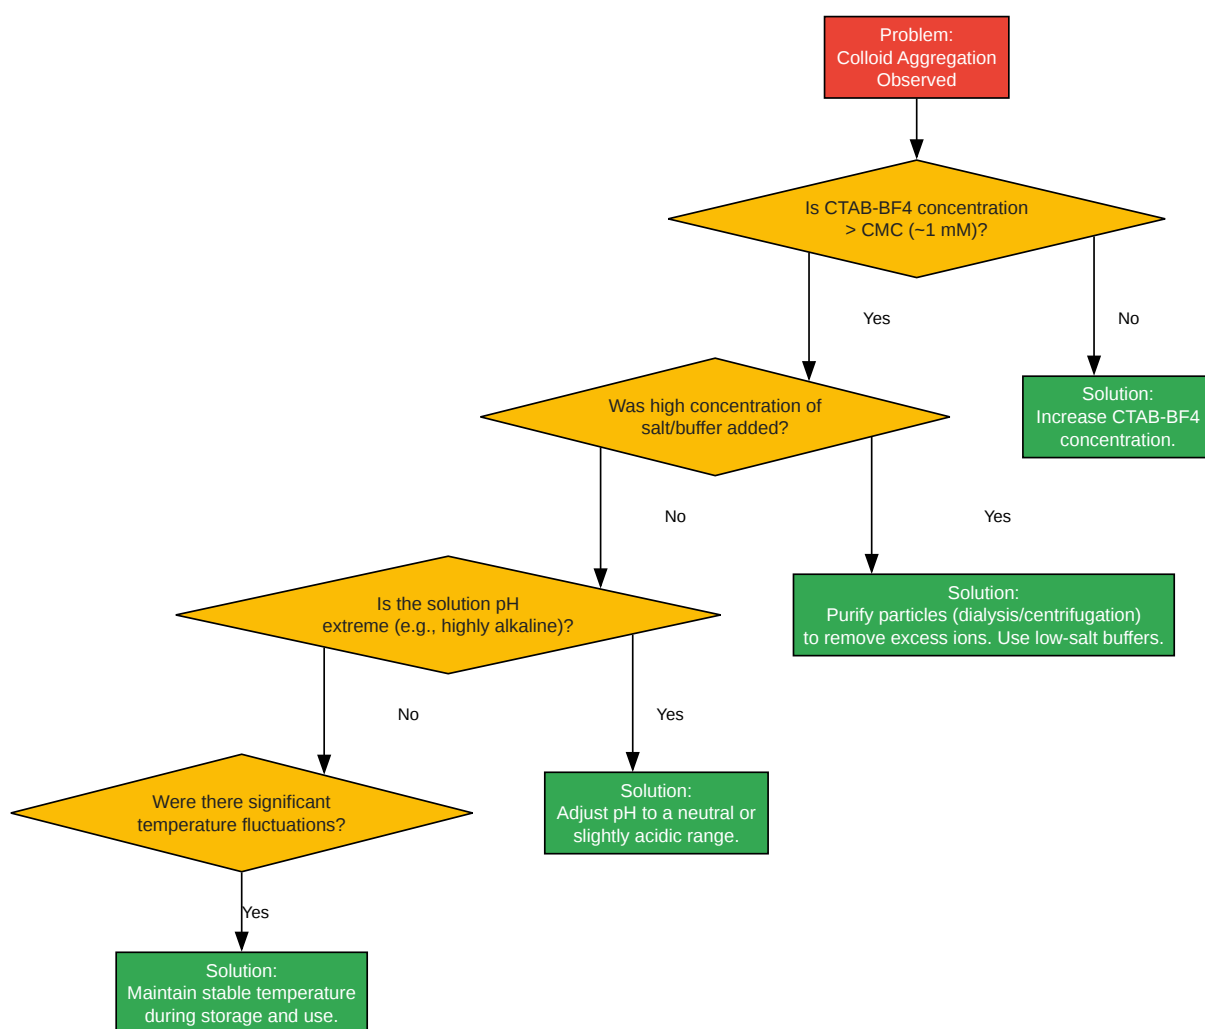 Problem:
Colloid Aggregation
Observed
Is CTAB-BF4 concentration
> CMC (~1 mM)?
Yes
No
Solution:
Increase CTAB-BF4
concentration.
Was high concentration of
salt/buffer added?
No
Yes
Solution:
Purify particles (dialysis/centrifugation)
to remove excess ions. Use low-salt buffers.
Is the solution pH
extreme (e.g., highly alkaline)?
No
Yes
Solution:
Adjust pH to a neutral or
slightly acidic range.
Were there significant
temperature fluctuations?
Yes
Solution:
Maintain stable temperature
during storage and use.